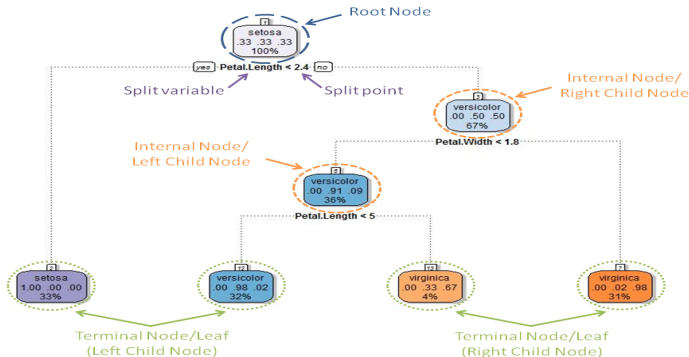 Root Node
1
setosa
.33 .33 .33
100%
yes Petal.Length < 2.4 no
Split variable
Split point
Internal Node/
Right Child Node
3
versicolor
.00 .50 .50
67%
Petal.Width < 1.8
Internal Node/
Left Child Node
6
versicolor
.00 .91 .09
36%
Petal.Length < 5
2
setosa
1.00 .00 .00
33%
12
versicolor
.00 .98 .02
32%
13
virginica
.00 .33 .67
4%
7
virginica
.00 .02 .98
31%
Terminal Node/Leaf
(Left Child Node)
Terminal Node/Leaf
(Right Child Node)